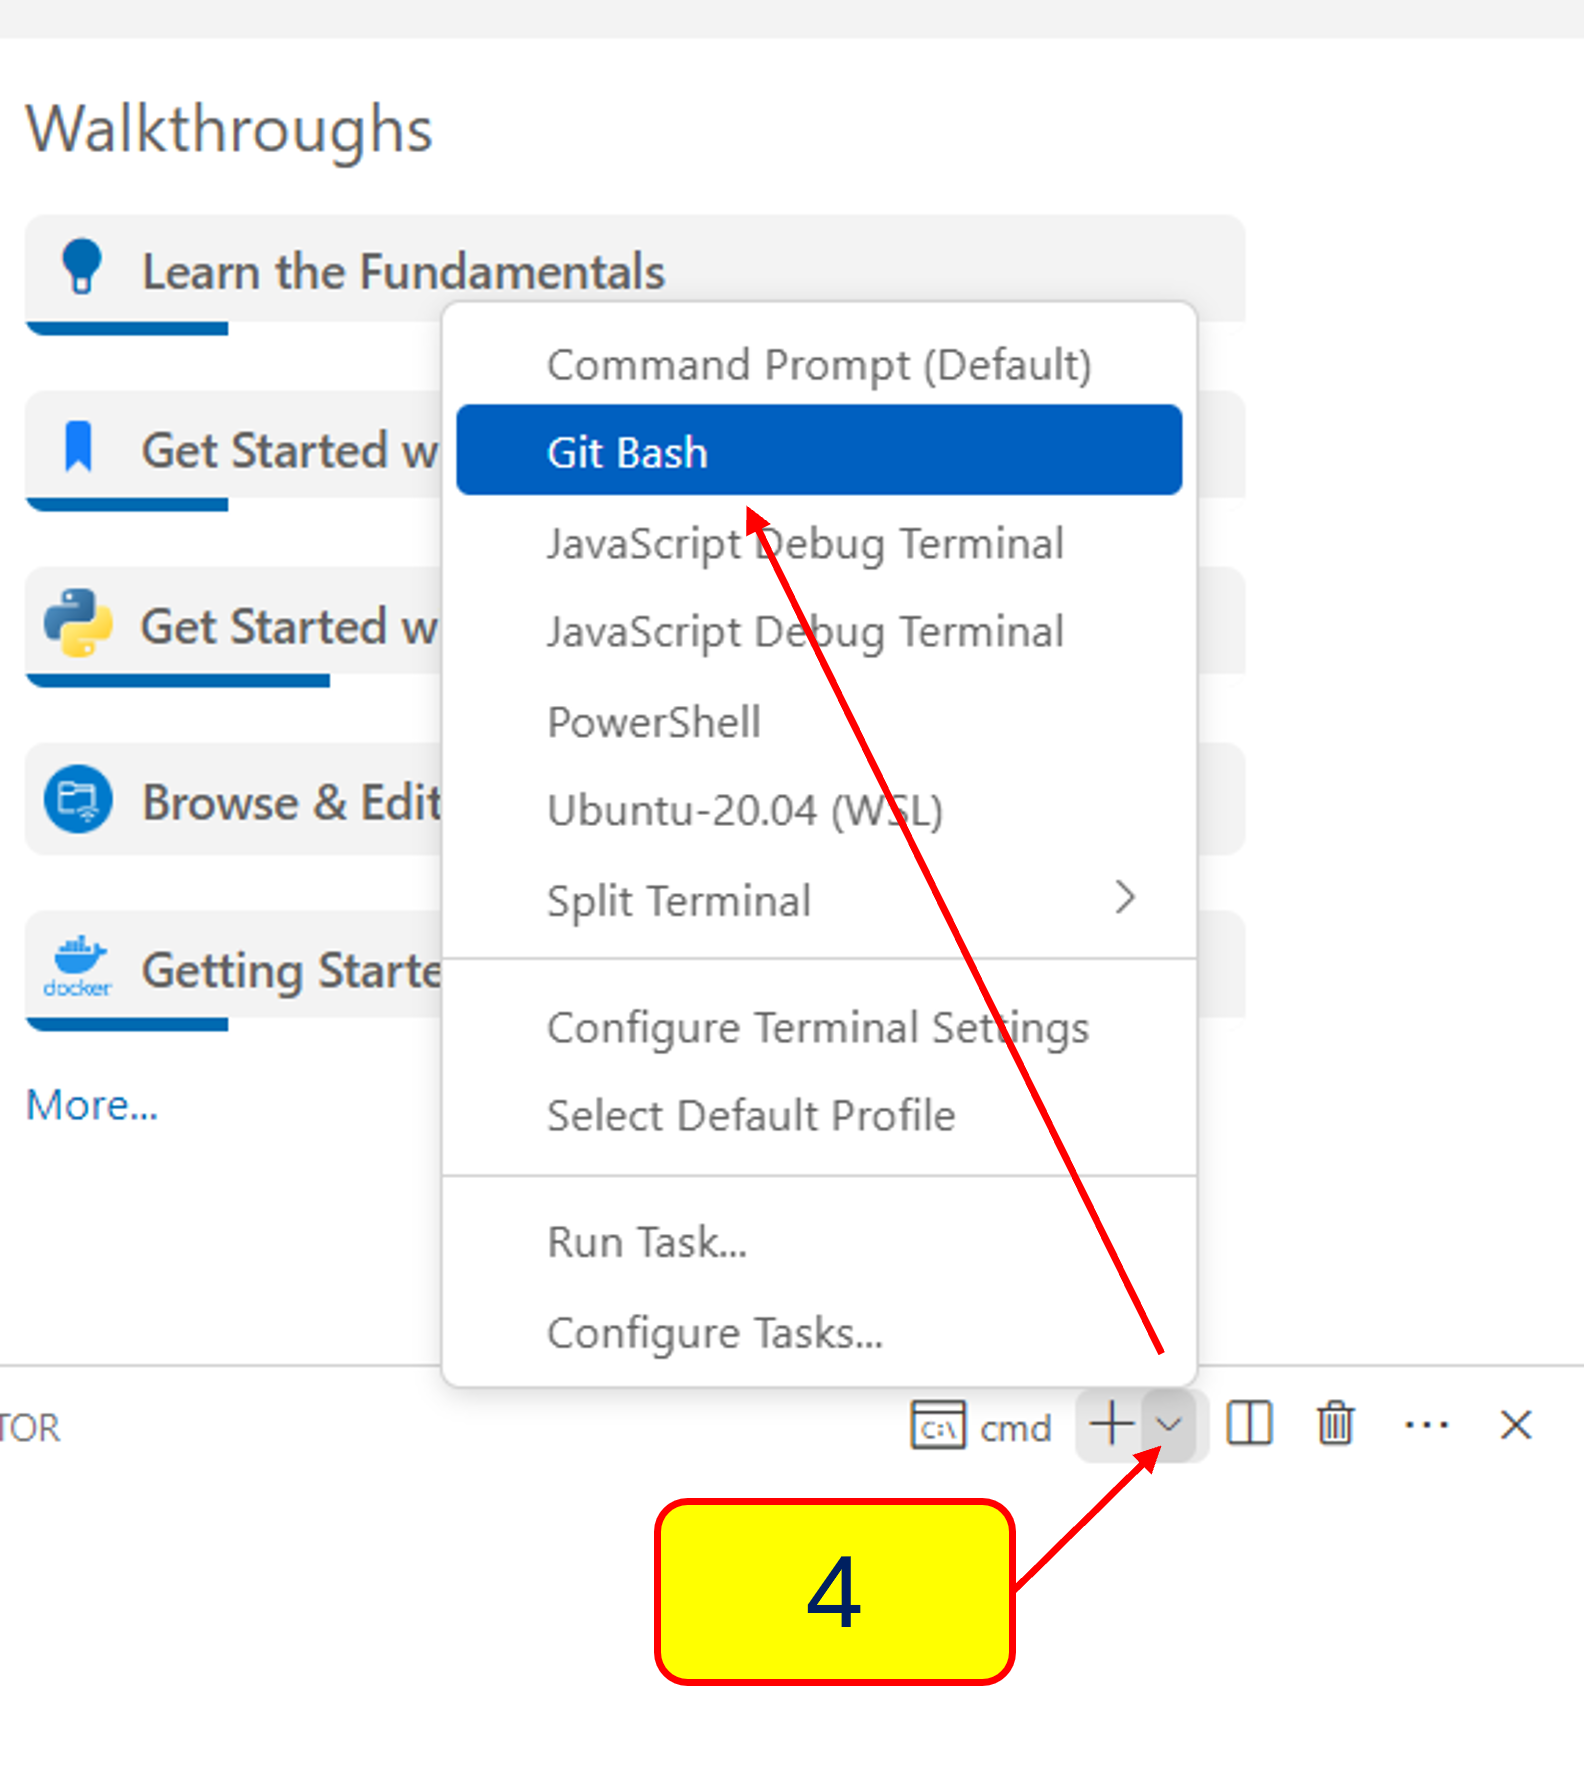 Walkthroughs
Learn the Fundamentals
Get Started w
Get Started w
Browse & Edit
docker
Getting Starte
More...
Command Prompt (Default)
Git Bash
JavaScript Debug Terminal
JavaScript Debug Terminal
PowerShell
Ubuntu-20.04 (WSL)
Split Terminal
Configure Terminal Settings
Select Default Profile
Run Task...
Configure Tasks...
TOR
C:\ cmd
4